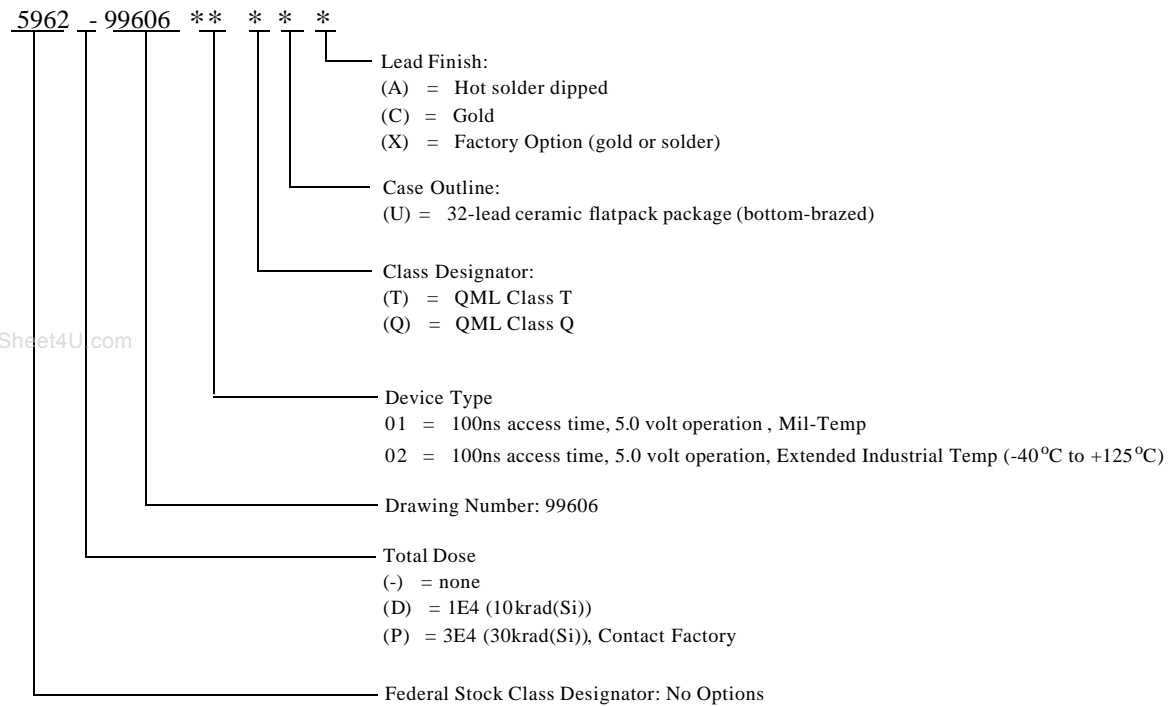 5962 - 99606 ** * * *
Lead Finish:
(A) = Hot solder dipped
(C) = Gold
(X) = Factory Option (gold or solder)
Case Outline:
(U) = 32-lead ceramic flatpack package (bottom-brazed)
Class Designator:
(T) = QML Class T
(Q) = QML Class Q
Sheet4U.com
Device Type
01 = 100ns access time, 5.0 volt operation , Mil-Temp
02 = 100ns access time, 5.0 volt operation, Extended Industrial Temp (-40°C to +125°C)
Drawing Number: 99606
Total Dose
(-) = none
(D) = 1E4 (10krad(Si))
(P) = 3E4 (30krad(Si)), Contact Factory
Federal Stock Class Designator: No Options